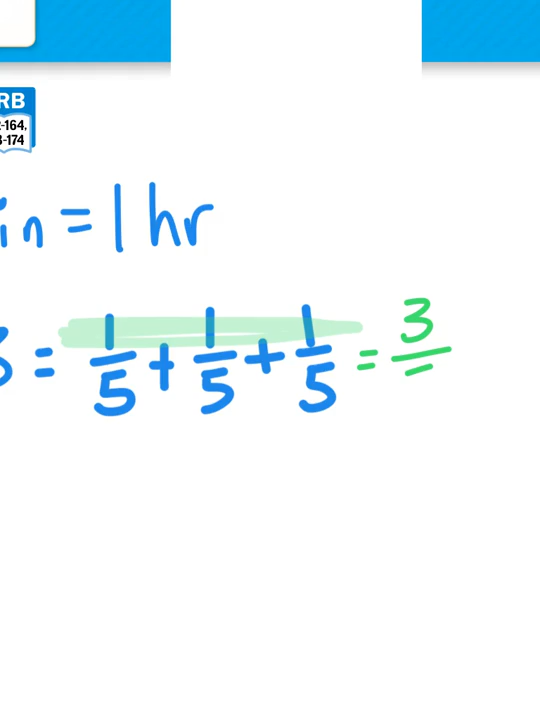 RB
-164,
-174
in = 1 hr
3 = 1/5 + 1/5 + 1/5 = 3/